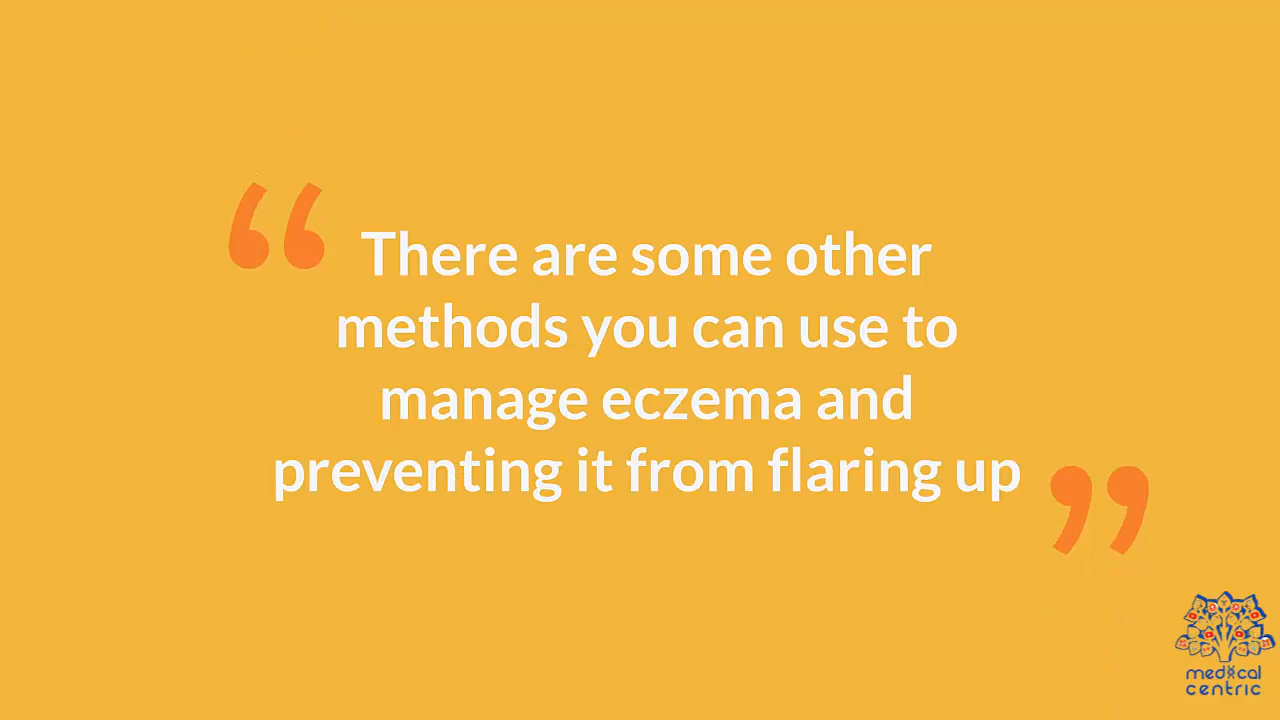 “There are some other
methods you can use to
manage eczema and
preventing it from flaring up”
medical
centric